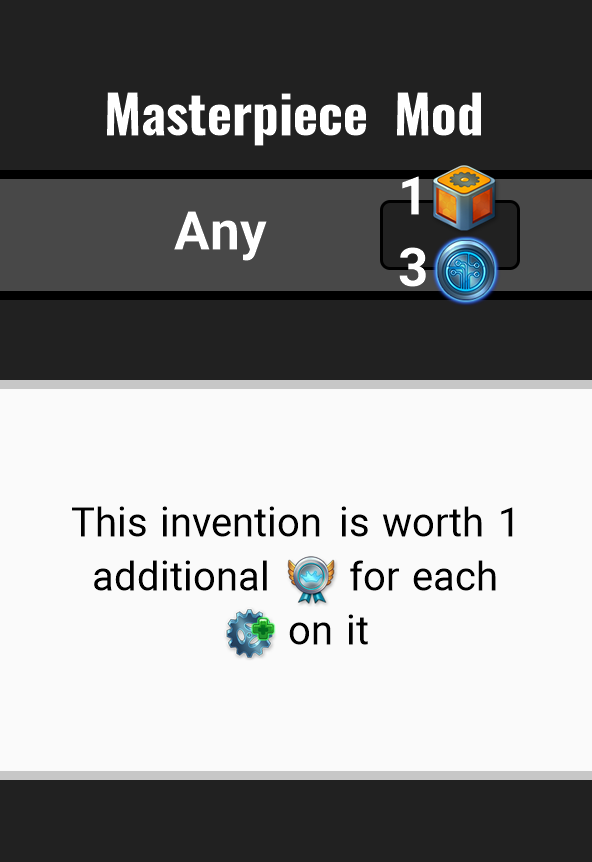 Masterpiece Mod
Any
1
3
This invention is worth 1
additional for each
on it